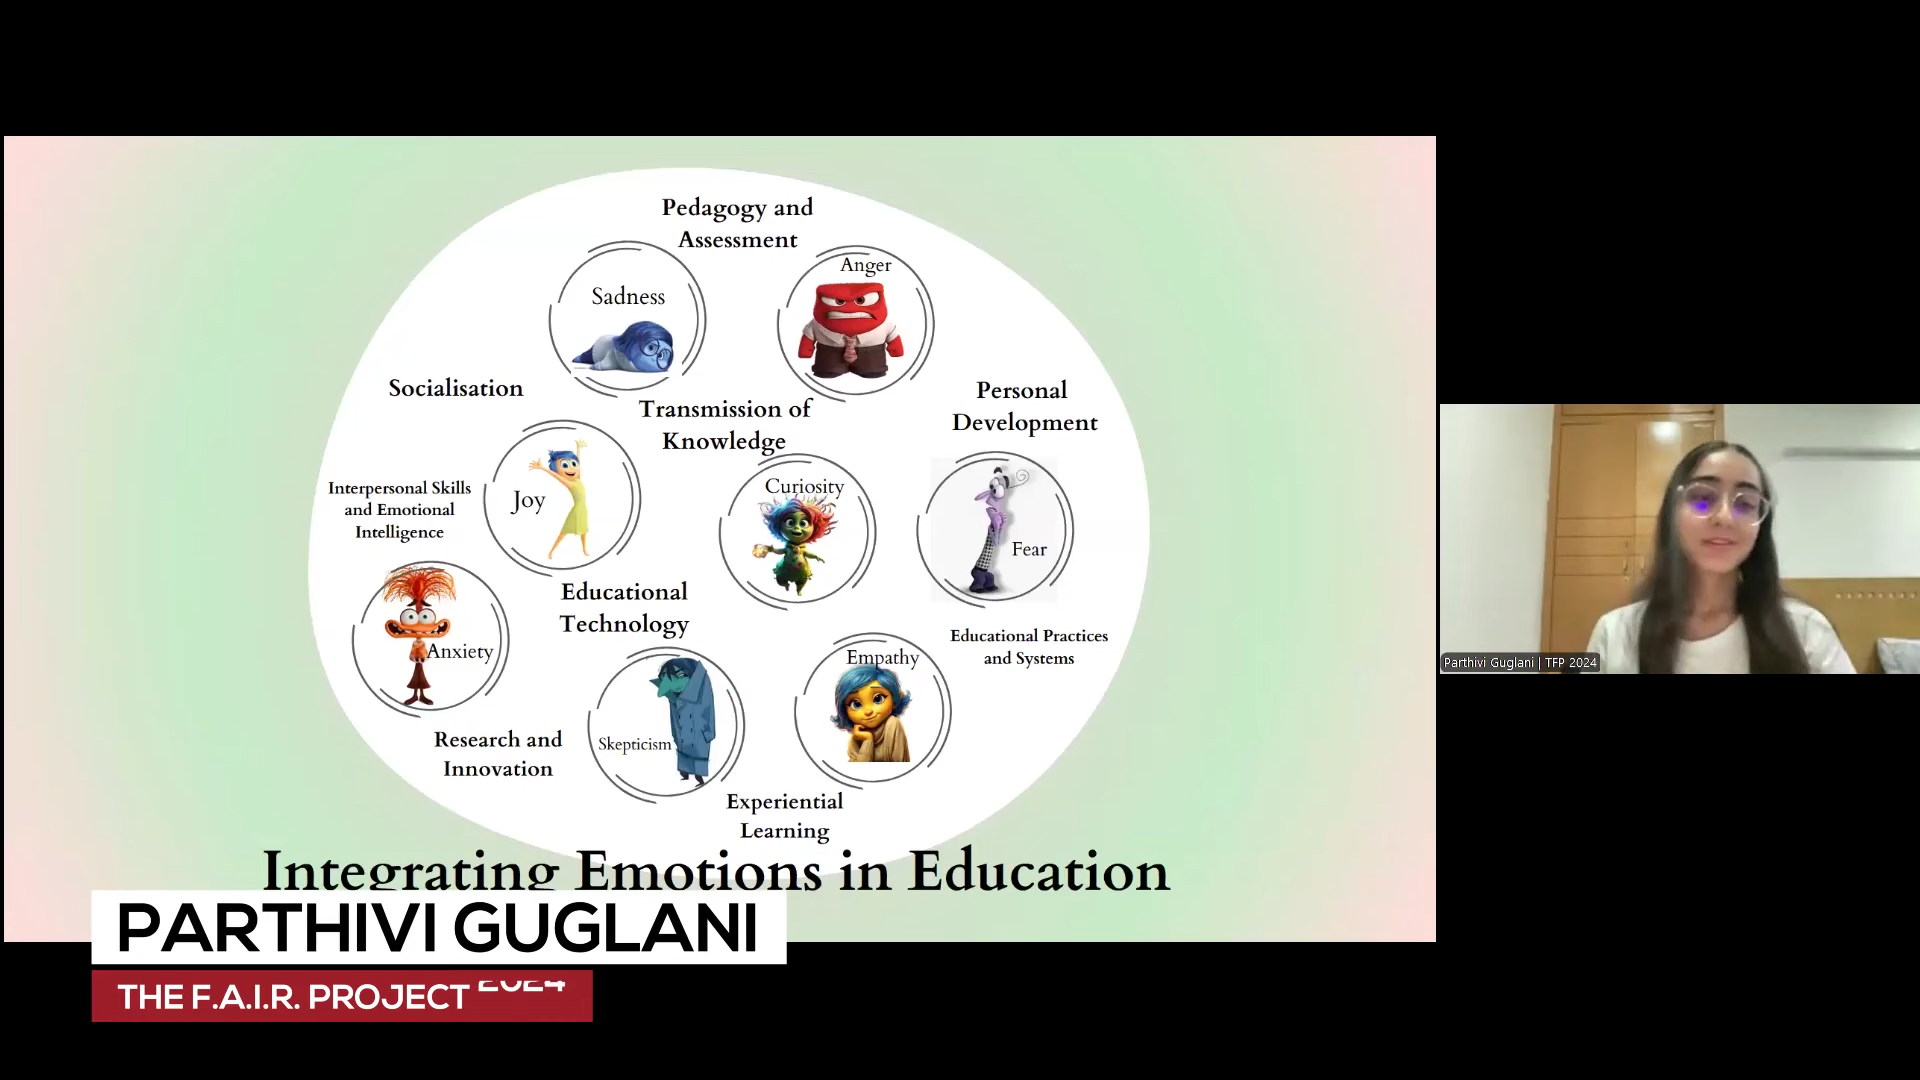 Pedagogy and
Assessment
Sadness
Anger
Socialisation
Transmission of
Knowledge
Personal
Development
Interpersonal Skills
and Emotional
Intelligence
Joy
Curiosity
Fear
Anxiety
Educational
Technology
Empathy
Educational Practices
and Systems
Skepticism
Research and
Innovation
Experiential
Learning
Integrating Emotions in Education
PARTHIVI GUGLANI
THE F.A.I.R. PROJECT 2024
Parthivi Guglani | TFP 2024